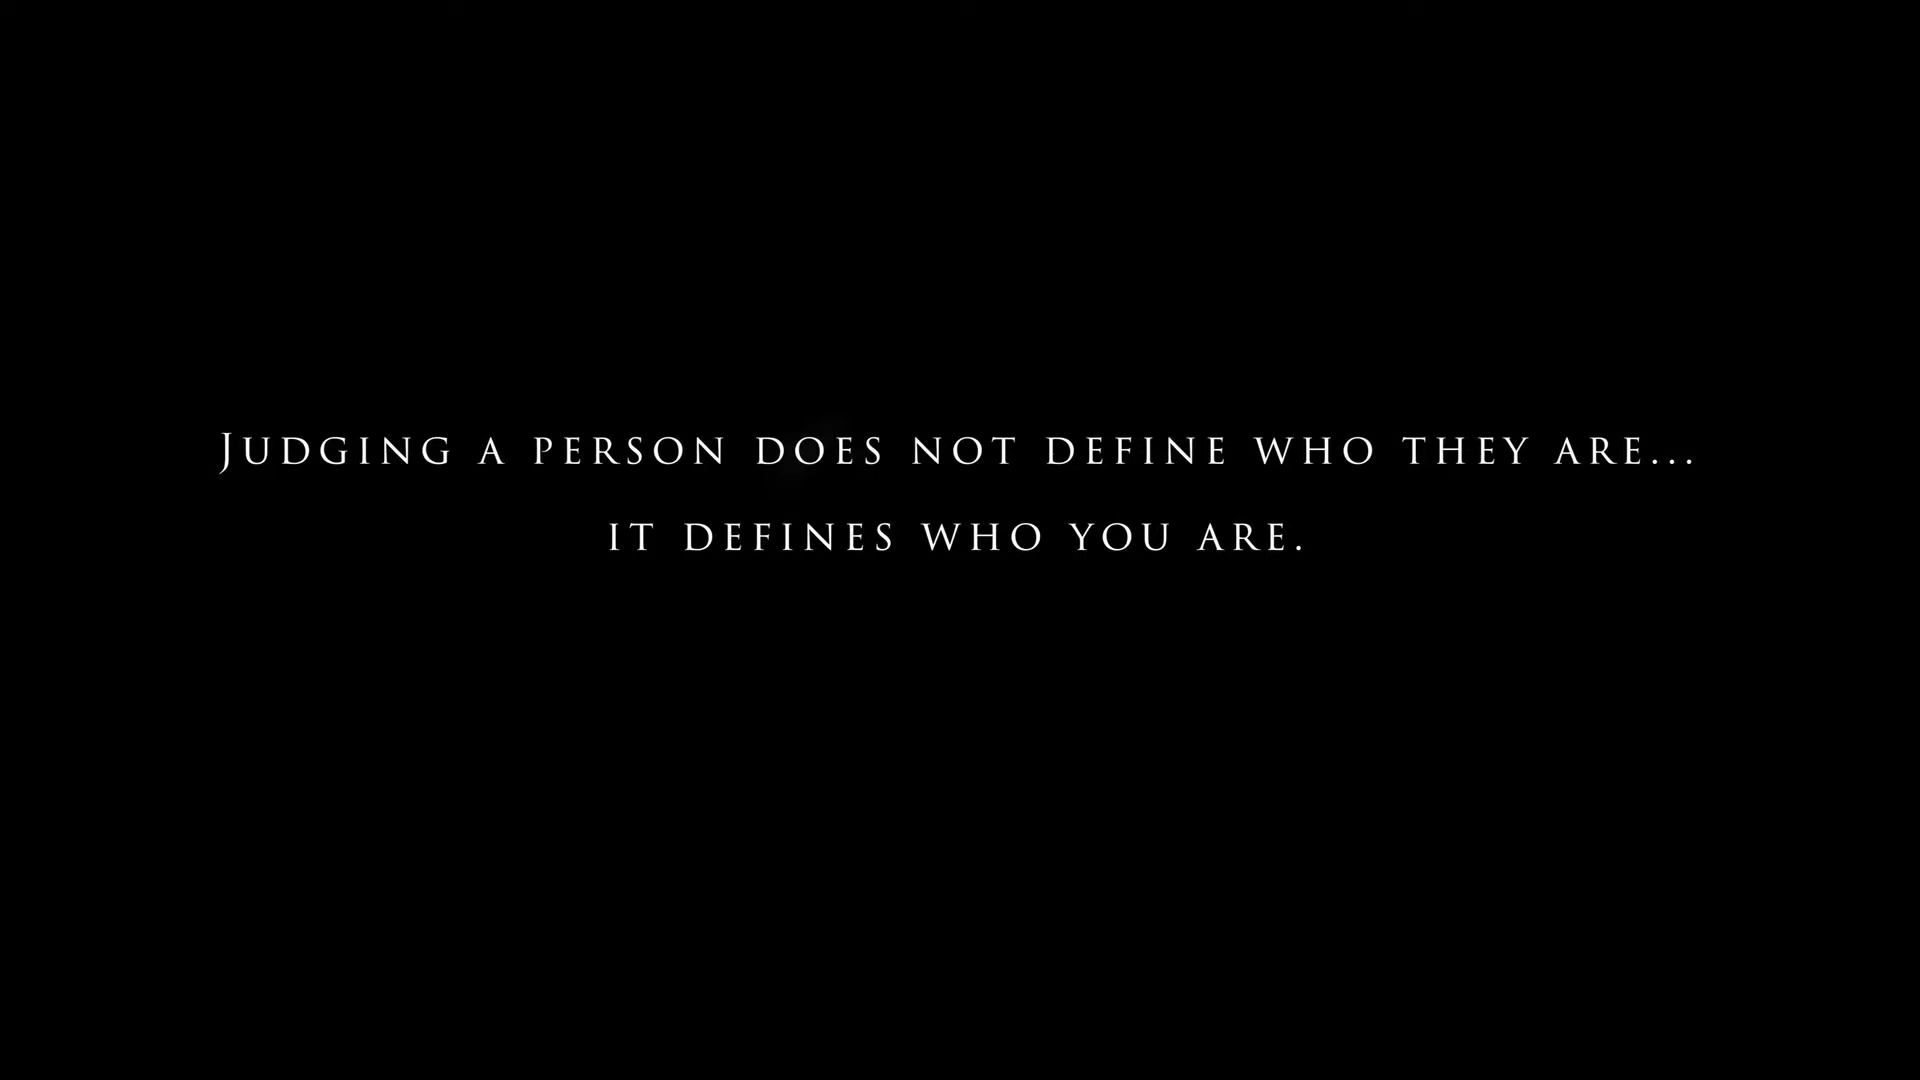 Judging a person does not define who they are...
it defines who you are.